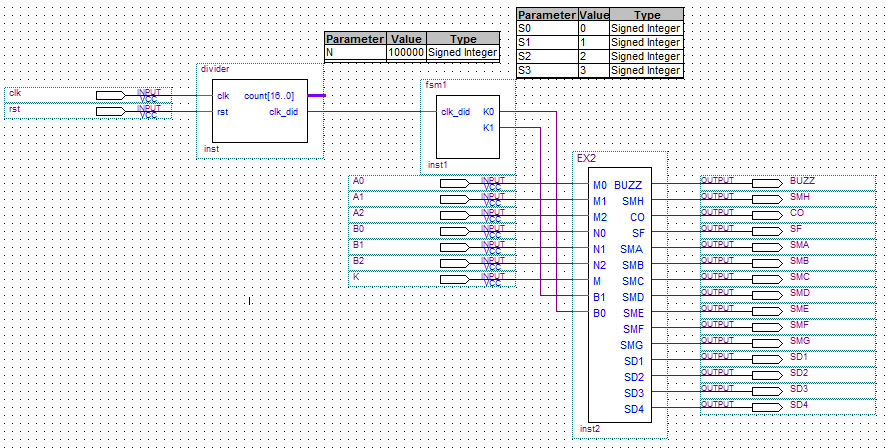 Parameter Value Type
N 100000 Signed Integer
Parameter Value Type
S0 0 Signed Integer
S1 1 Signed Integer
S2 2 Signed Integer
S3 3 Signed Integer
divider
clk INPUT VCC
rst INPUT VCC
clk count[16..0]
rst clk_did
inst
fsm1
clk_did K0
K1
inst1
A0 INPUT VCC
A1 INPUT VCC
A2 INPUT VCC
B0 INPUT VCC
B1 INPUT VCC
B2 INPUT VCC
K INPUT VCC
EX2
M0 BUZZ
M1 SMH
M2 CO
N0 SF
N1 SMA
N2 SMB
M SMC
B1 SMD
B0 SME
SMF
SMG
SD1
SD2
SD3
SD4
inst2
OUTPUT BUZZ
OUTPUT SMH
OUTPUT CO
OUTPUT SF
OUTPUT SMA
OUTPUT SMB
OUTPUT SMC
OUTPUT SMD
OUTPUT SME
OUTPUT SMF
OUTPUT SMG
OUTPUT SD1
OUTPUT SD2
OUTPUT SD3
OUTPUT SD4